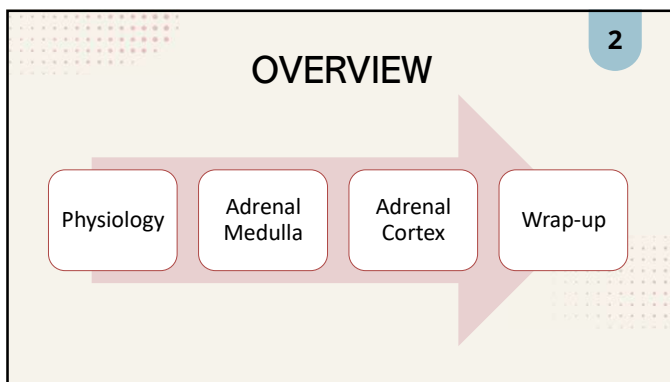 2
OVERVIEW
Physiology
Adrenal
Medulla
Adrenal
Cortex
Wrap-up